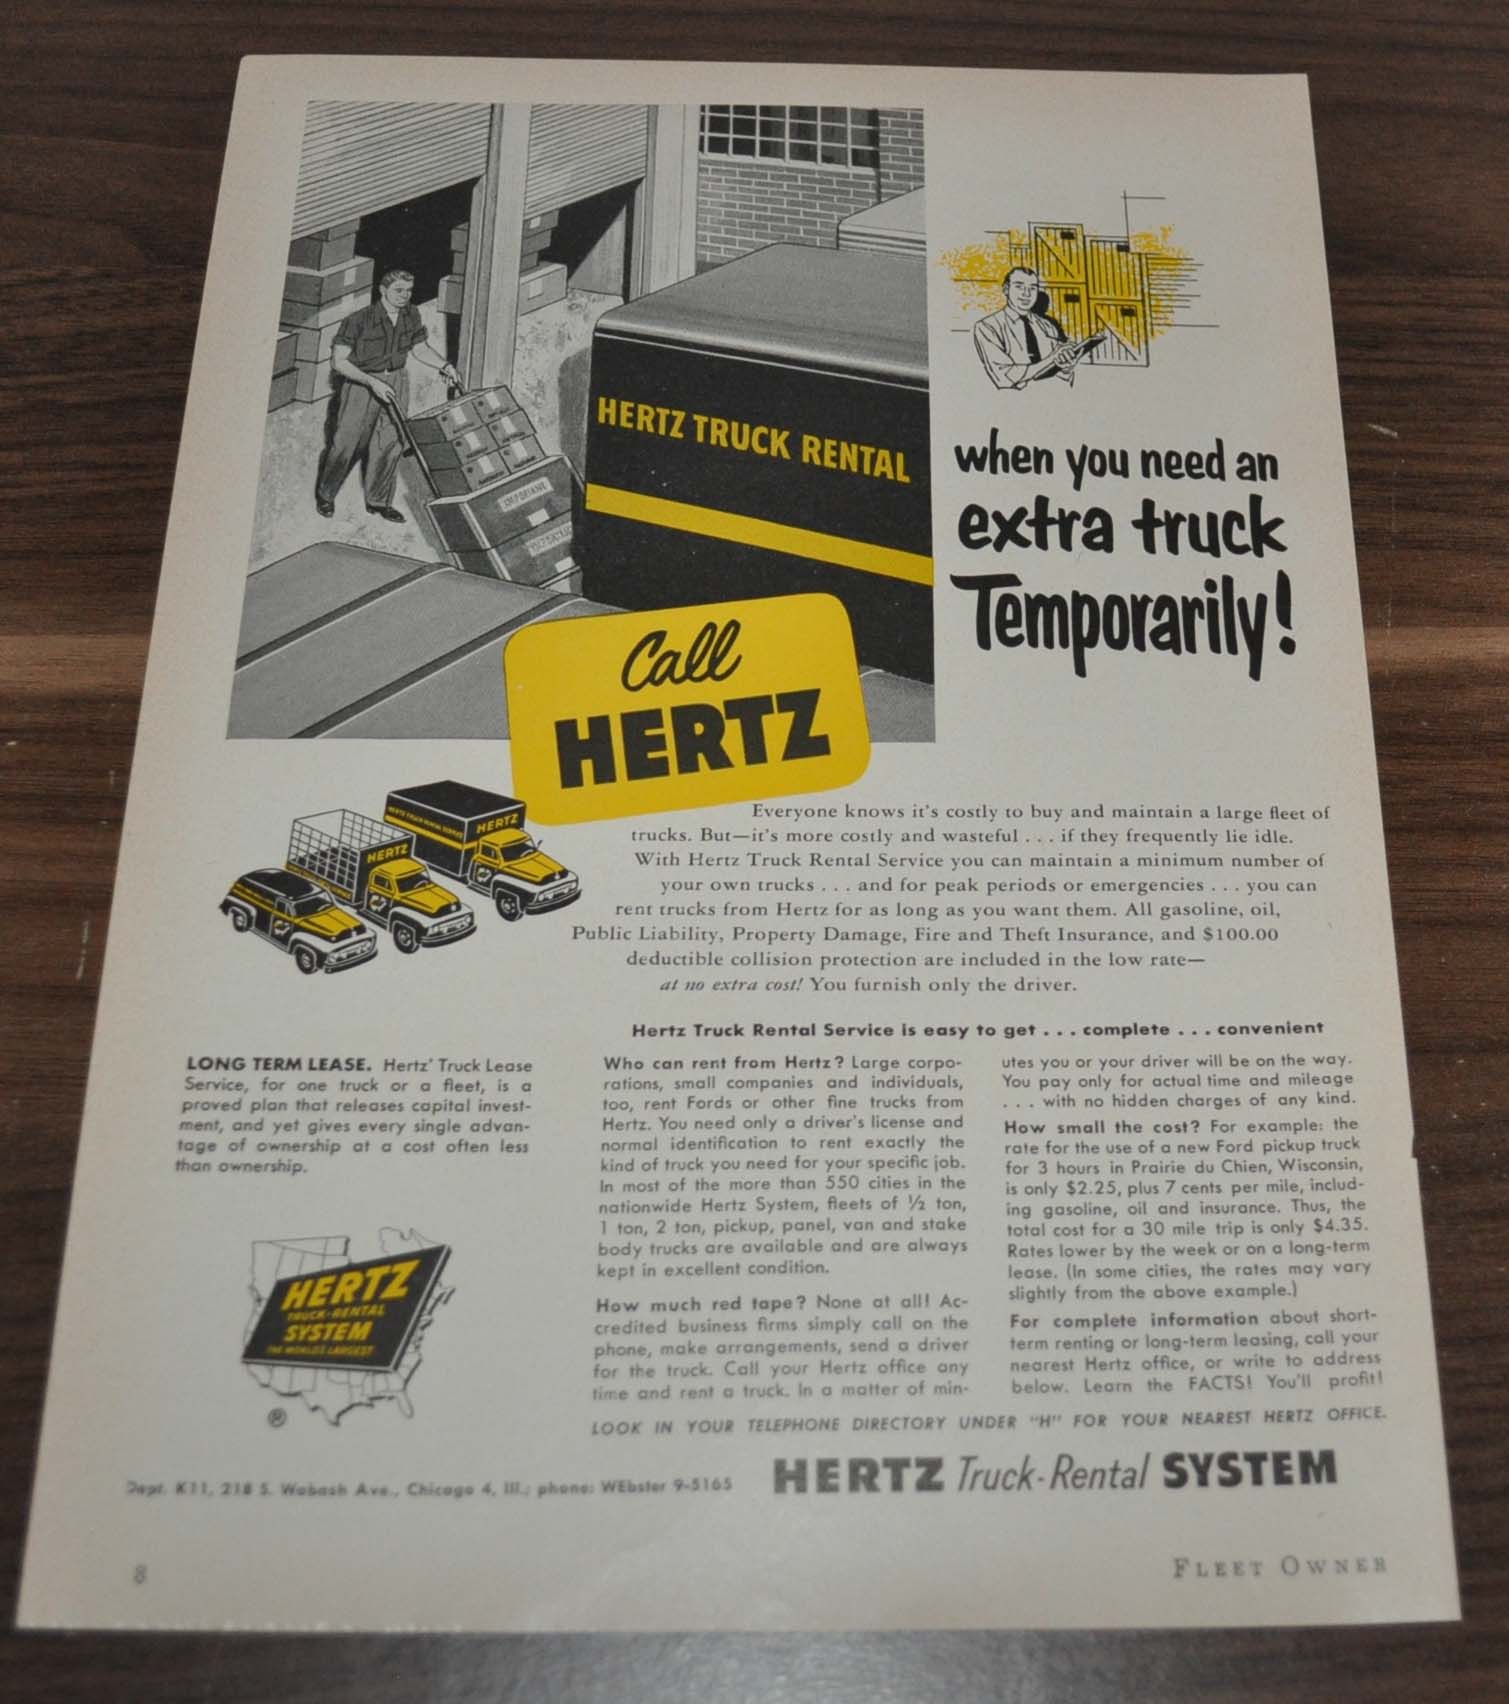 HERTZ TRUCK RENTAL
IMPORTANT
when you need an
extra truck
Temporarily!
Call
HERTZ
HERTZ
HERTZ TRUCK RENTAL SERVICE
HERTZ
Everyone knows it's costly to buy and maintain a large fleet of
trucks. But—it's more costly and wasteful . . . if they frequently lie idle.
With Hertz Truck Rental Service you can maintain a minimum number of
your own trucks . . . and for peak periods or emergencies . . . you can
rent trucks from Hertz for as long as you want them. All gasoline, oil,
Public Liability, Property Damage, Fire and Theft Insurance, and $100.00
deductible collision protection are included in the low rate—
at no extra cost! You furnish only the driver.
Hertz Truck Rental Service is easy to get . . . complete . . . convenient
LONG TERM LEASE. Hertz' Truck Lease
Service, for one truck or a fleet, is a
proved plan that releases capital invest-
ment, and yet gives every single advan-
tage of ownership at a cost often less
than ownership.
HERTZ
TRUCK-RENTAL
SYSTEM
THE WORLD'S LARGEST
®
Who can rent from Hertz? Large corpo-
rations, small companies and individuals,
too, rent Fords or other fine trucks from
Hertz. You need only a driver's license and
normal identification to rent exactly the
kind of truck you need for your specific job.
In most of the more than 550 cities in the
nationwide Hertz System, fleets of ½ ton,
1 ton, 2 ton, pickup, panel, van and stake
body trucks are available and are always
kept in excellent condition.
How much red tape? None at all! Ac-
credited business firms simply call on the
phone, make arrangements, send a driver
for the truck. Call your Hertz office any
time and rent a truck. In a matter of min-
utes you or your driver will be on the way.
You pay only for actual time and mileage
. . . with no hidden charges of any kind.
How small the cost? For example: the
rate for the use of a new Ford pickup truck
for 3 hours in Prairie du Chien, Wisconsin,
is only $2.25, plus 7 cents per mile, includ-
ing gasoline, oil and insurance. Thus, the
total cost for a 30 mile trip is only $4.35.
Rates lower by the week or on a long-term
lease. (In some cities, the rates may vary
slightly from the above example.)
For complete information about short-
term renting or long-term leasing, call your
nearest Hertz office, or write to address
below. Learn the FACTS! You'll profit!
LOOK IN YOUR TELEPHONE DIRECTORY UNDER "H" FOR YOUR NEAREST HERTZ OFFICE.
Dept. K11, 218 S. Wabash Ave., Chicago 4, Ill.; phone: WEbster 9-5165
HERTZ Truck-Rental SYSTEM
8
FLEET OWNER